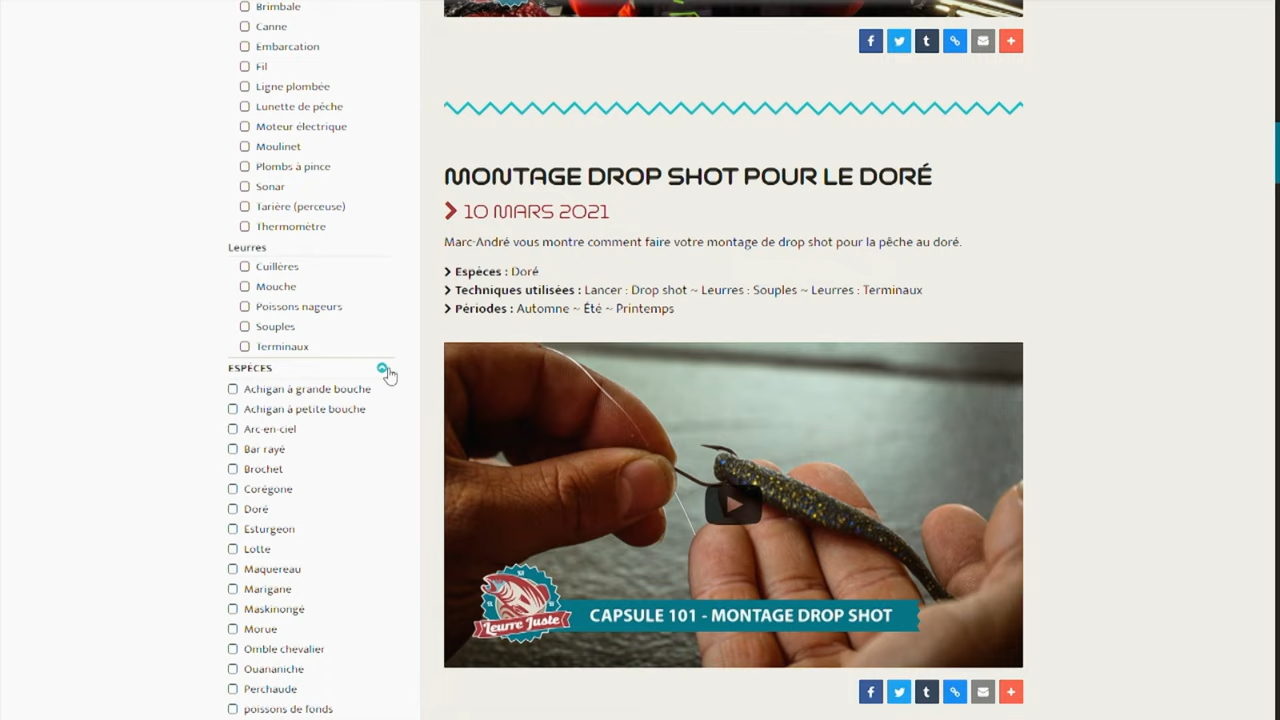 Brimbale
Canne
Embarcation
Fil
Ligne plombée
Lunette de pêche
Moteur électrique
Moulinet
Plombs à pince
Sonar
Tarière (perceuse)
Thermomètre
Leurres
Cuillères
Mouche
Poissons nageurs
Souples
Terminaux
ESPÈCES
Achigan à grande bouche
Achigan à petite bouche
Arc-en-ciel
Bar rayé
Brochet
Corégone
Doré
Esturgeon
Lotte
Maquereau
Marigane
Maskinongé
Morue
Omble chevalier
Ouananiche
Perchaude
poissons de fonds
MONTAGE DROP SHOT POUR LE DORÉ
10 MARS 2021
Marc-André vous montre comment faire votre montage de drop shot pour la pêche au doré.
Espèces : Doré
Techniques utilisées : Lancer : Drop shot ~ Leurres : Souples ~ Leurres : Terminaux
Périodes : Automne ~ Été ~ Printemps
Leurre Juste
CAPSULE 101 - MONTAGE DROP SHOT